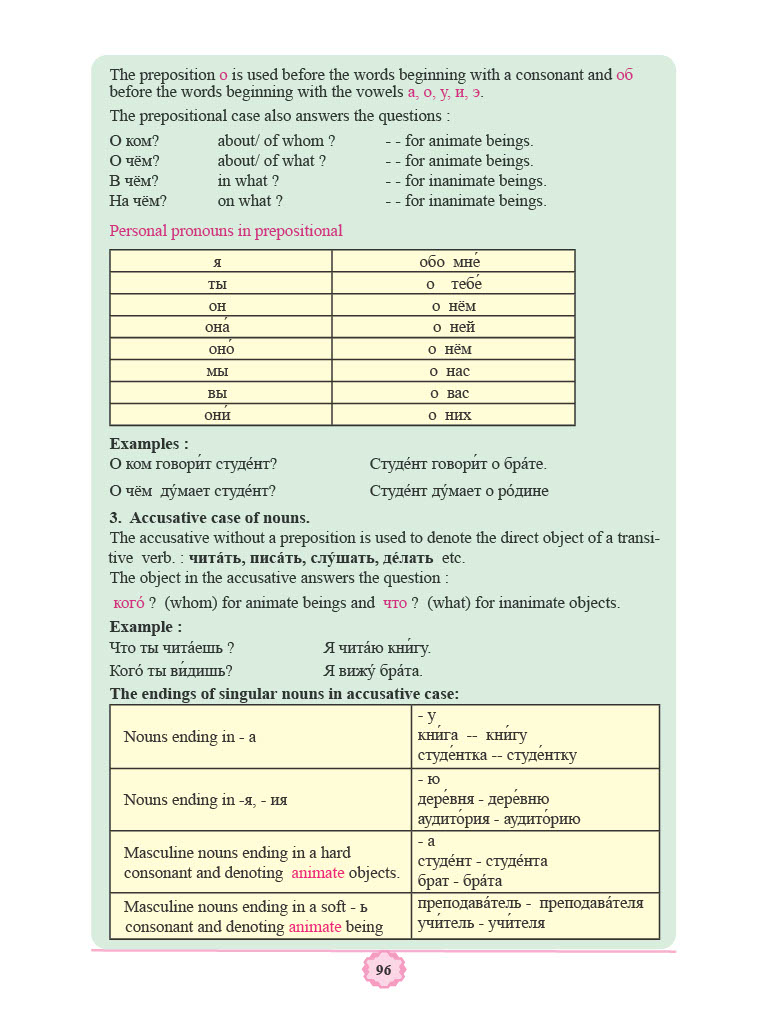 The preposition о is used before the words beginning with a consonant and об
before the words beginning with the vowels а, о, у, и, э.
The prepositional case also answers the questions :
О ком? about/ of whom ? - - for animate beings.
О чём? about/ of what ? - - for animate beings.
В чём? in what ? - - for inanimate beings.
На чём? on what ? - - for inanimate beings.
Personal pronouns in prepositional
я обо мне́
ты о тебе́
он о нём
она́ о ней
оно́ о нём
мы о нас
вы о вас
они́ о них
Examples :
О ком говори́т студе́нт? Студе́нт говори́т о бра́те.
О чём ду́мает студе́нт? Студе́нт ду́мает о ро́дине
3. Accusative case of nouns.
The accusative without a preposition is used to denote the direct object of a transi-
tive verb. : чита́ть, писа́ть, слу́шать, де́лать etc.
The object in the accusative answers the question :
кого́ ? (whom) for animate beings and что ? (what) for inanimate objects.
Example :
Что ты чита́ешь ? Я чита́ю кни́гу.
Кого́ ты ви́дишь? Я вижу́ бра́та.
The endings of singular nouns in accusative case:
Nouns ending in - а
- у
кни́га -- кни́гу
студе́нтка -- студе́нтку
Nouns ending in -я, - ия
- ю
дере́вня - дере́вню
аудито́рия - аудито́рию
Masculine nouns ending in a hard
consonant and denoting animate objects.
- а
студе́нт - студе́нта
брат - бра́та
Masculine nouns ending in a soft - ь
consonant and denoting animate being
преподава́тель - преподава́теля
учи́тель - учи́теля
96